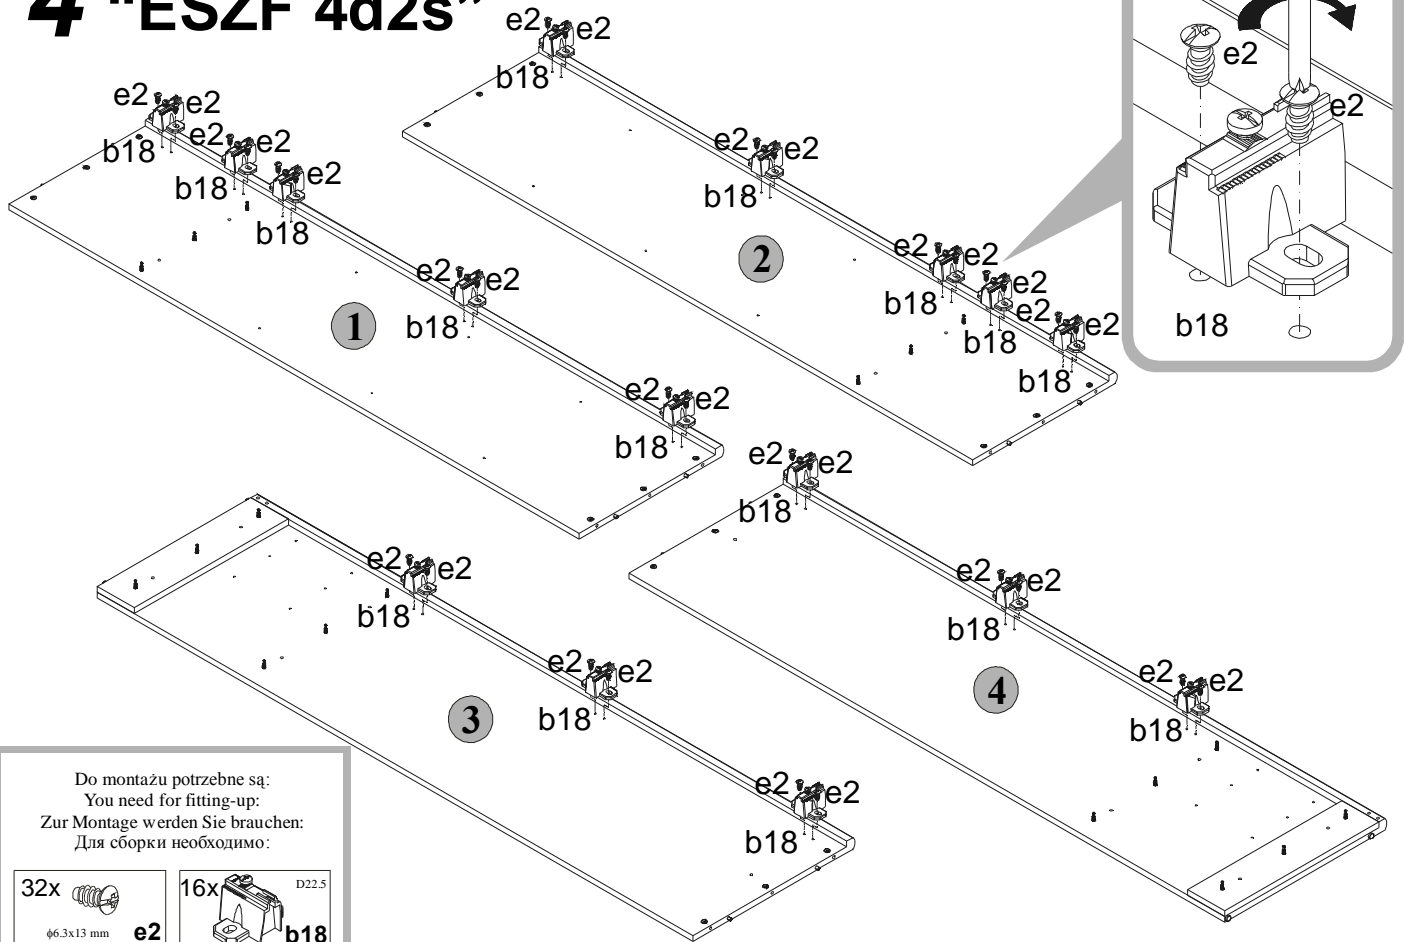 4 "ESZF 4d2s"
e2 e2
b18
e2 e2
b18
e2 e2
b18
e2
b18
e2 e2
b18
e2 e2
b18
1
e2 e2
b18
e2 e2
b18
e2
b18
e2 e2
b18
2
e2
e2
b18
e2 e2
b18
e2 e2
b18
e2 e2
b18
3
e2 e2
b18
e2 e2
b18
e2 e2
b18
4
Do montażu potrzebne są:
You need for fitting-up:
Zur Montage werden Sie brauchen:
Для сборки необходимо:
32x
ϕ6.3x13 mm e2
16x D22.5
b18